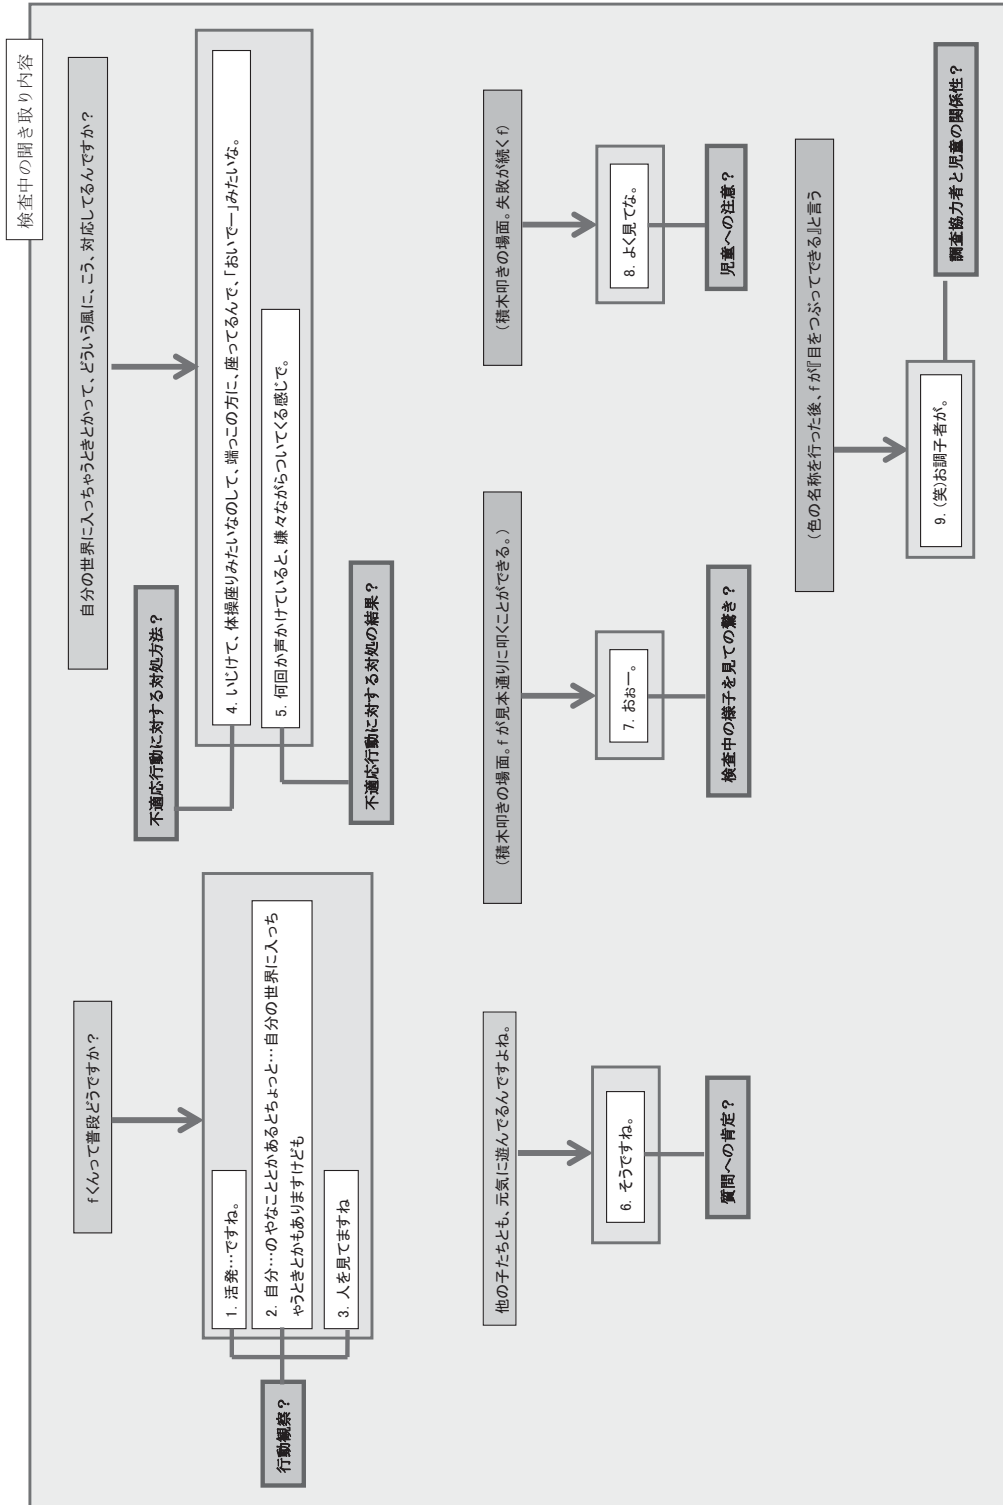 検査中の聞き取り内容
fくんって普段どうですか？
1. 活発…ですね。
2. 自分…のやなこととかあるとちょっと…自分の世界に入っち
ゃうときとかもありますけども
3. 人を見てますね
行動観察？
自分の世界に入っちゃうときとかって、どういう風に、こう、対応してるんですか？
不適応行動に対する対処方法？
4. いじけて、体操座りみたいなのして、端っこの方に、座ってるんで、「おいでー」みたいな。
5. 何回か声かけていると、嫌々ながらついてくる感じで。
不適応行動に対する対処の結果？
他の子たちとも、元気に遊んでるんですよね。
6. そうですね。
質問への肯定？
（積木叩きの場面。f が見本通りに叩くことができる。）
7. おぉー。
検査中の様子を見ての驚き？
（積木叩きの場面。失敗が続くf）
8. よく見てな。
児童への注意？
（色の名称を行った後、f が『目をつぶってできる』と言う
9. (笑)お調子者が。
調査協力者と児童の関係性？